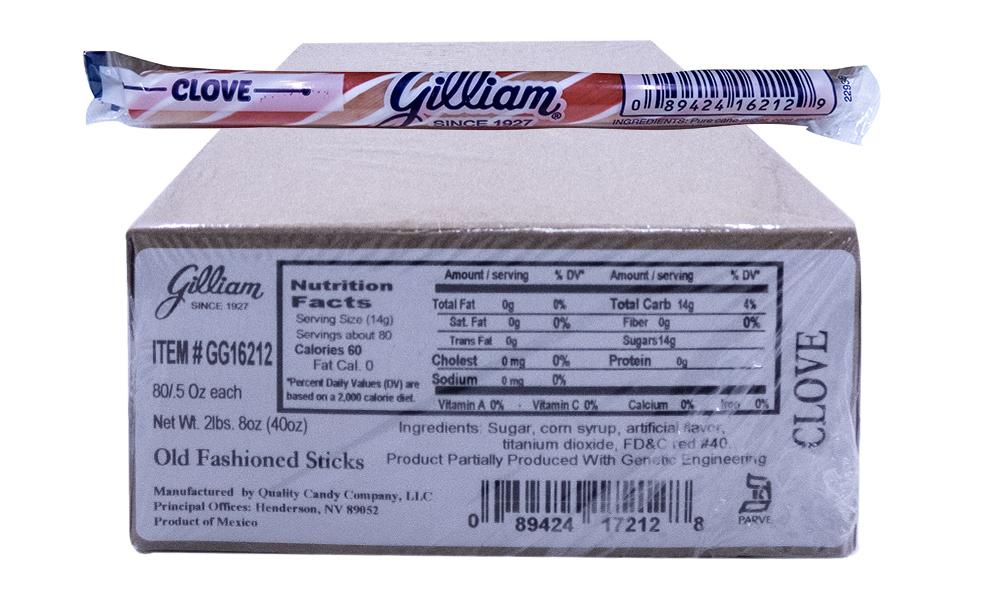 CLOVE
Gilliam®
SINCE 1927
0 89424 16212 9
INGREDIENTS: Pure cane sugar, corn
Gilliam
SINCE 1927
ITEM # GG16212
80/.5 Oz each
Net Wt. 2lbs. 8oz (40oz)
Old Fashioned Sticks
Manufactured by Quality Candy Company, LLC
Principal Offices: Henderson, NV 89052
Product of Mexico
Nutrition
Facts
Serving Size (14g)
Servings about 80
Calories 60
Fat Cal. 0
*Percent Daily Values (DV) are
based on a 2,000 calorie diet.
Amount / serving % DV* Amount / serving % DV*
Total Fat 0g 0% Total Carb 14g 4%
Sat. Fat 0g 0% Fiber 0g 0%
Trans Fat 0g Sugars14g
Cholest 0 mg 0% Protein 0g
Sodium 0 mg 0%
Vitamin A 0% · Vitamin C 0% Calcium 0% Iron 0%
Ingredients: Sugar, corn syrup, artificial flavor,
titanium dioxide, FD&C red #40.
Product Partially Produced With Genetic Engineering
0 89424 17212 8
PARVE
CLOVE